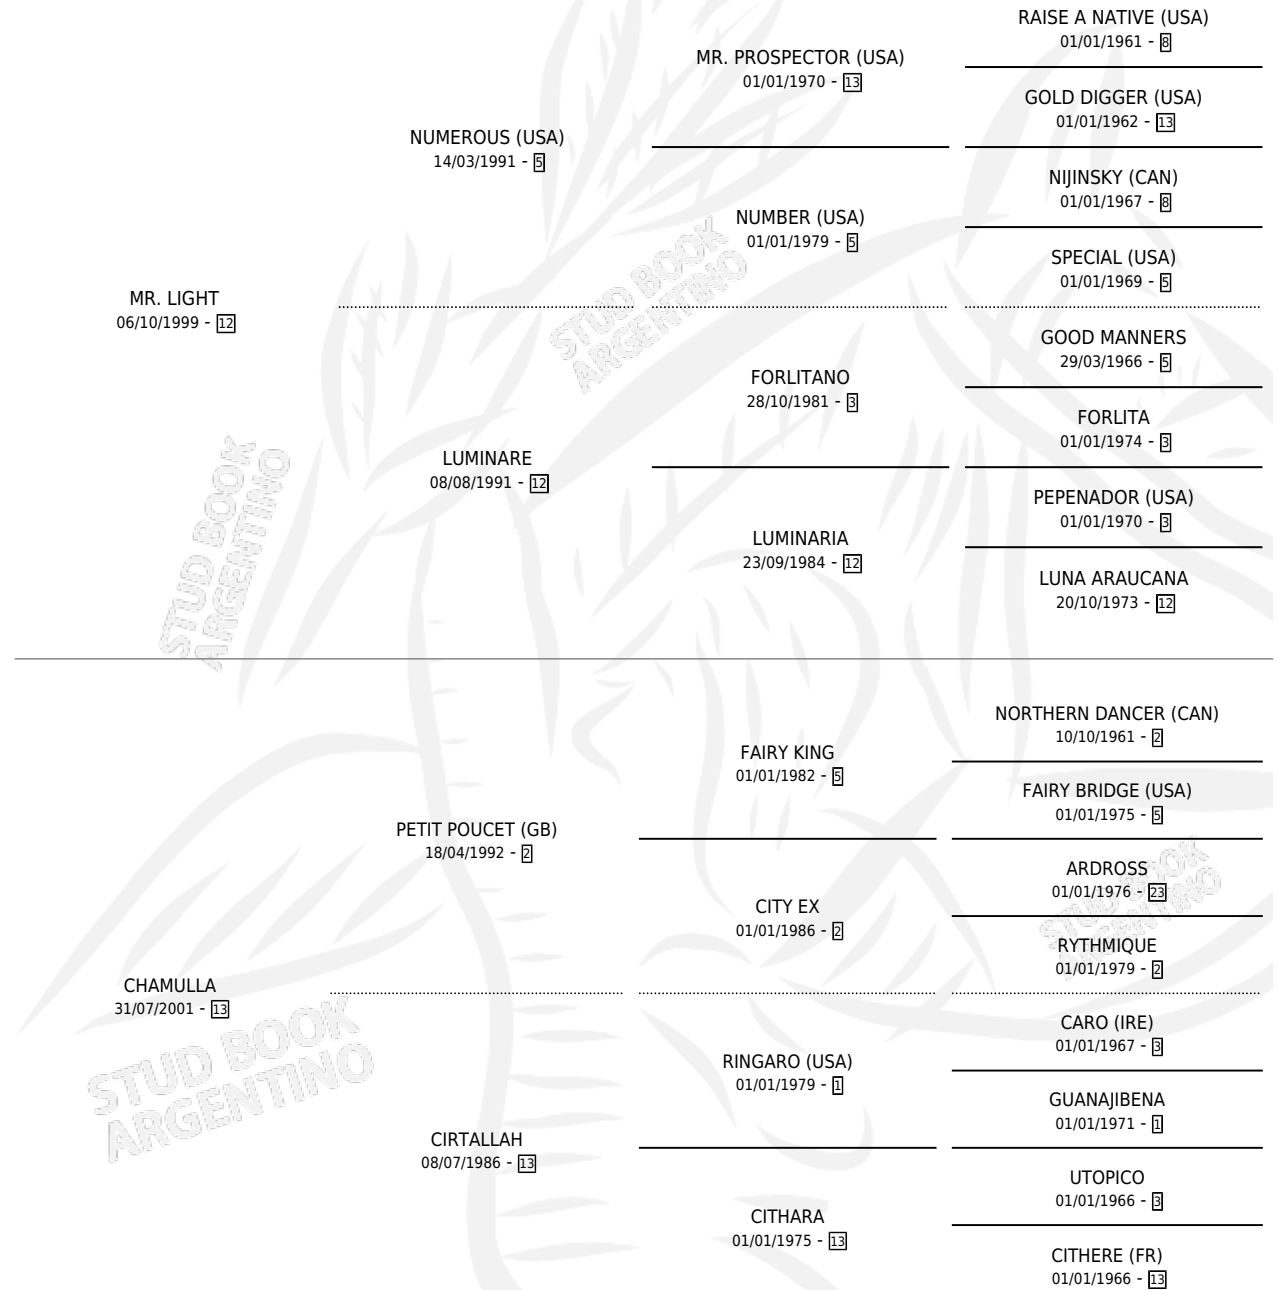 RAISE A NATIVE (USA)
01/01/1961 - 8
MR. PROSPECTOR (USA)
01/01/1970 - 13
GOLD DIGGER (USA)
01/01/1962 - 13
NUMEROUS (USA)
14/03/1991 - 5
NIJINSKY (CAN)
01/01/1967 - 8
NUMBER (USA)
01/01/1979 - 5
SPECIAL (USA)
01/01/1969 - 5
MR. LIGHT
06/10/1999 - 12
GOOD MANNERS
29/03/1966 - 5
FORLITANO
28/10/1981 - 3
FORLITA
01/01/1974 - 3
LUMINARE
08/08/1991 - 12
PEPENADOR (USA)
01/01/1970 - 3
LUMINARIA
23/09/1984 - 12
LUNA ARAUCANA
20/10/1973 - 12
NORTHERN DANCER (CAN)
10/10/1961 - 2
FAIRY KING
01/01/1982 - 5
FAIRY BRIDGE (USA)
01/01/1975 - 5
PETIT POUCET (GB)
18/04/1992 - 2
ARDROSS
01/01/1976 - 23
CITY EX
01/01/1986 - 2
RYTHMIQUE
01/01/1979 - 2
CHAMULLA
31/07/2001 - 13
CARO (IRE)
01/01/1967 - 3
RINGARO (USA)
01/01/1979 - 1
GUANAJIBENA
01/01/1971 - 1
CIRTALLAH
08/07/1986 - 13
UTOPICO
01/01/1966 - 3
CITHARA
01/01/1975 - 13
CITHERE (FR)
01/01/1966 - 13
STUD BOOK
ARGENTINO
STUD BOOK
ARGENTINO
STUD BOOK
ARGENTINO
STUD BOOK
ARGENTINO